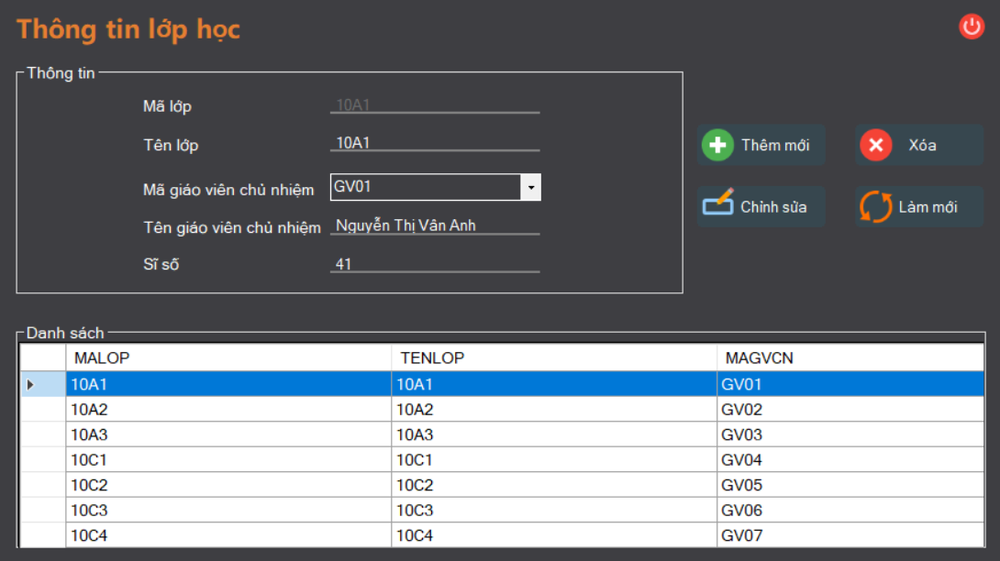 Thông tin lớp học
Thông tin
Mã lớp 10A1
Tên lớp 10A1
Mã giáo viên chủ nhiệm GV01
Tên giáo viên chủ nhiệm Nguyễn Thị Vân Anh
Sĩ số 41
Thêm mới Xóa
Chỉnh sửa Làm mới
Danh sách
MALOP TENLOP MAGVCN
10A1 10A1 GV01
10A2 10A2 GV02
10A3 10A3 GV03
10C1 10C1 GV04
10C2 10C2 GV05
10C3 10C3 GV06
10C4 10C4 GV07